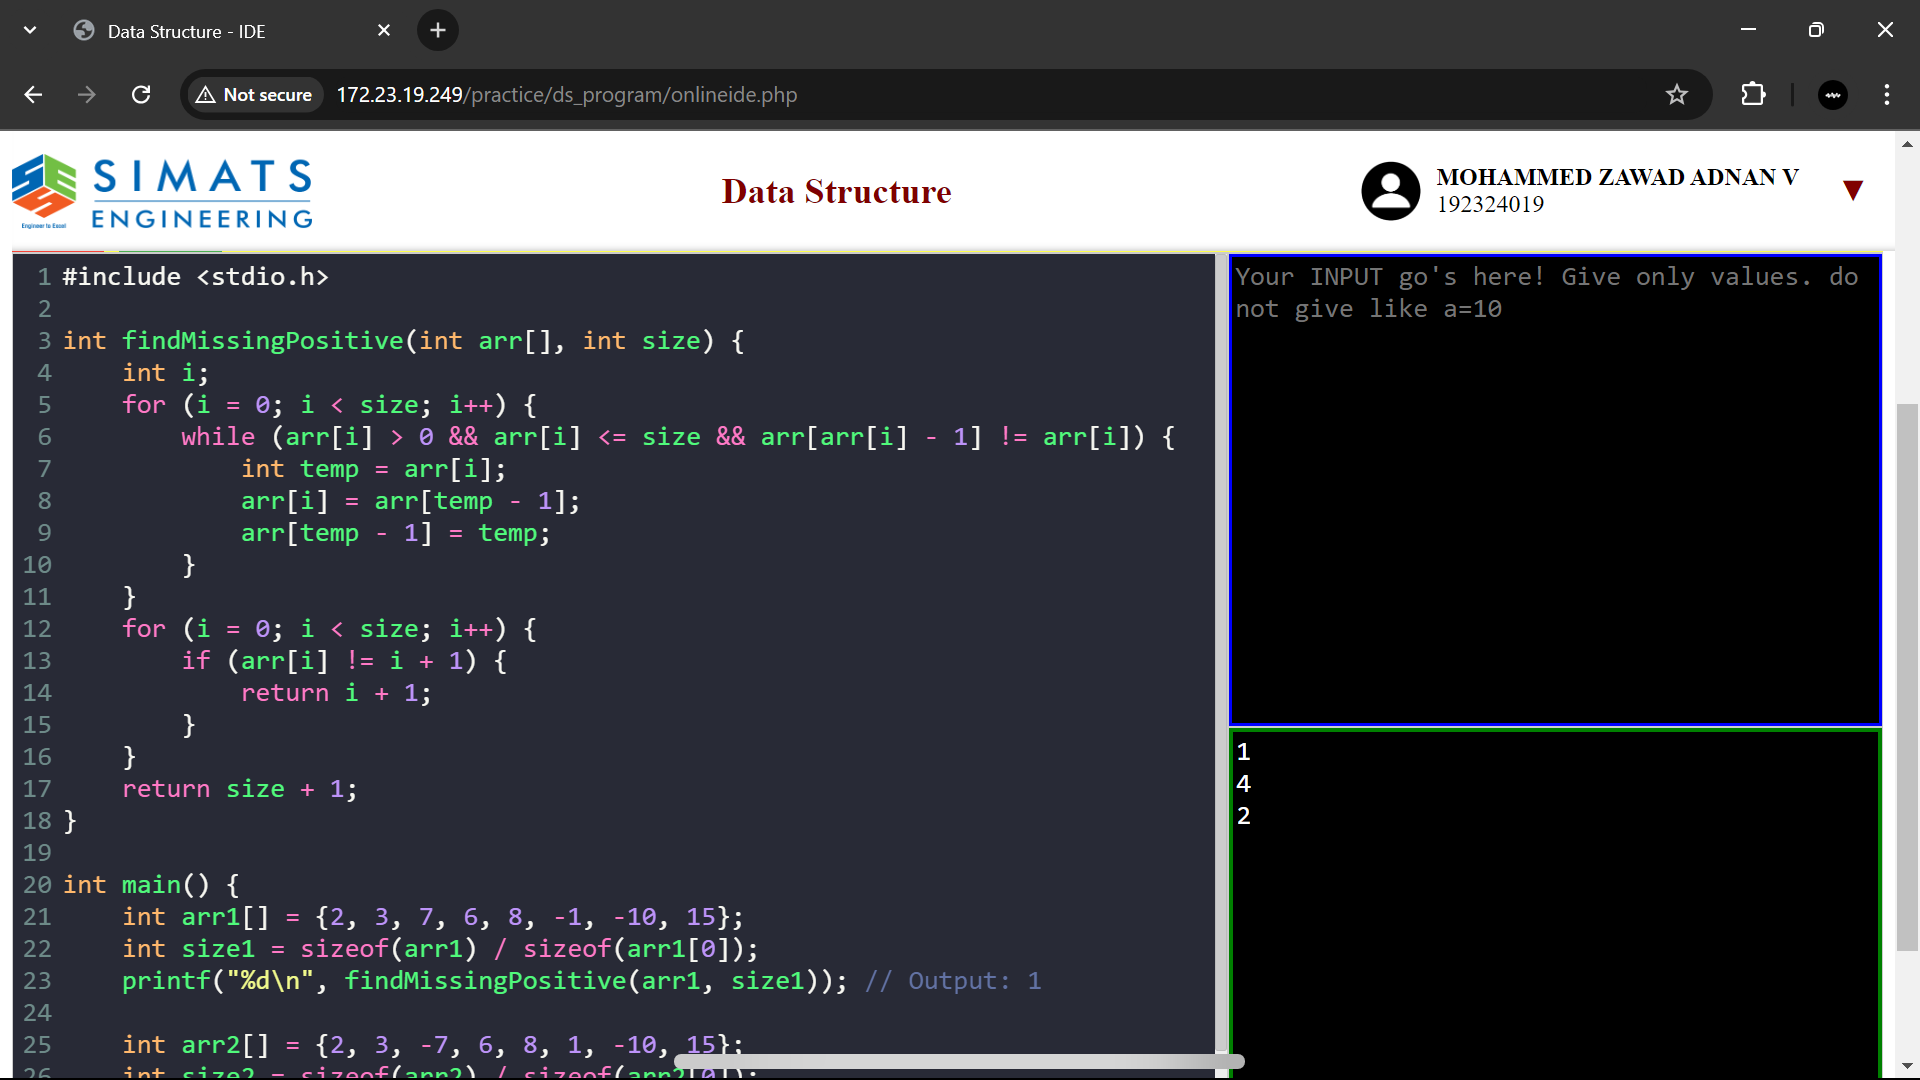 Data Structure - IDE
Not secure 172.23.19.249/practice/ds_program/onlineide.php
SIMATS
ENGINEERING
Engineer to Excel
Data Structure
MOHAMMED ZAWAD ADNAN V
192324019
1 #include <stdio.h>
2
3 int findMissingPositive(int arr[], int size) {
4     int i;
5     for (i = 0; i < size; i++) {
6         while (arr[i] > 0 && arr[i] <= size && arr[arr[i] - 1] != arr[i]) {
7             int temp = arr[i];
8             arr[i] = arr[temp - 1];
9             arr[temp - 1] = temp;
10         }
11     }
12     for (i = 0; i < size; i++) {
13         if (arr[i] != i + 1) {
14             return i + 1;
15         }
16     }
17     return size + 1;
18 }
19
20 int main() {
21     int arr1[] = {2, 3, 7, 6, 8, -1, -10, 15};
22     int size1 = sizeof(arr1) / sizeof(arr1[0]);
23     printf("%d\n", findMissingPositive(arr1, size1)); // Output: 1
24
25     int arr2[] = {2, 3, -7, 6, 8, 1, -10, 15};
26     int size2 = sizeof(arr2) / sizeof(arr2[0]);
Your INPUT go's here! Give only values. do
not give like a=10
1
4
2